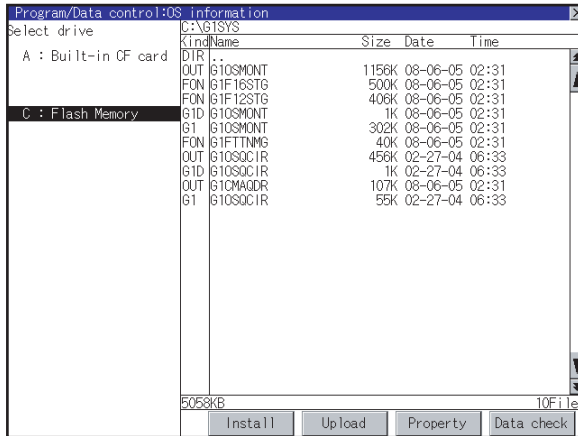 Program/Data control:OS information
Select drive
A : Built-in CF card
C : Flash Memory
C:\G1SYS
Kind Name Size Date Time
DIR ..
OUT G1OSMONT 1156K 08-06-05 02:31
FON G1F16STG 500K 08-06-05 02:31
FON G1F12STG 406K 08-06-05 02:31
G1D G1OSMONT 1K 08-06-05 02:31
G1 G1OSMONT 302K 08-06-05 02:31
FON G1FTTNMG 40K 08-06-05 02:31
OUT G1OSQCIR 456K 02-27-04 06:33
G1D G1OSQCIR 1K 02-27-04 06:33
OUT G1CMAQDR 107K 08-06-05 02:31
G1 G1OSQCIR 55K 02-27-04 06:33
5058KB 10File
Install Upload Property Data check